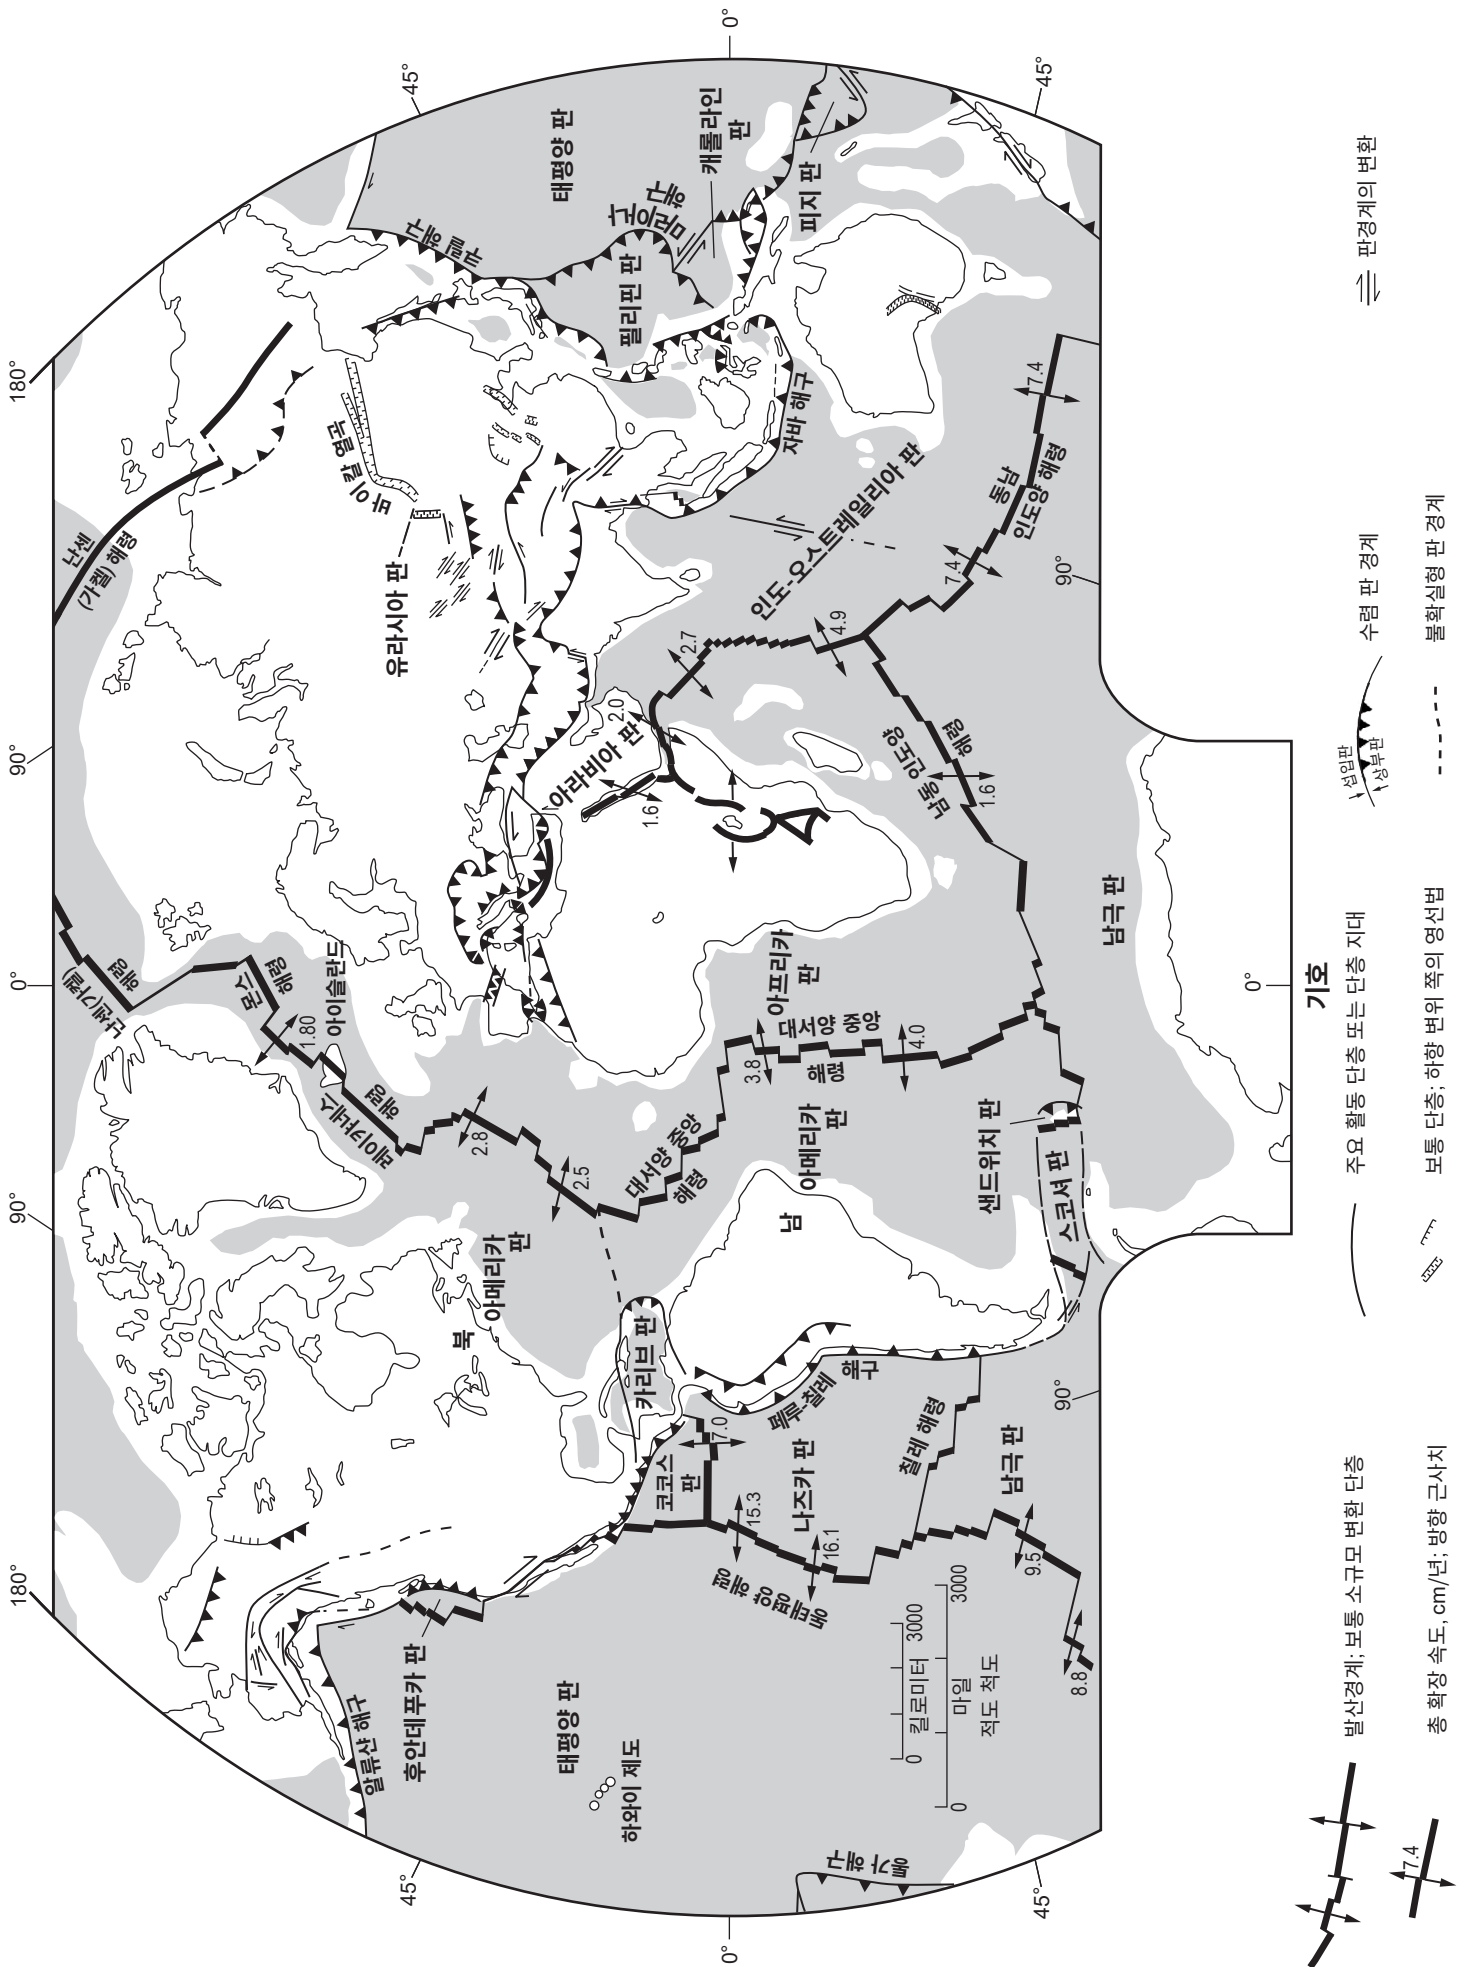 180°
90°
0°
90°
180°
45°
0°
45°
45°
0°
45°
90°
0°
90°
난센
(가켈) 해령
난센(가켈)
해령
몬스
해령
1.80
아이슬란드
레이캬네스
해령
2.8
2.5
대서양 중앙
해령
3.8
대서양 중앙
해령
4.0
유라시아 판
바이칼 열곡
쿠릴 해구
태평양 판
마리아나
해구
캐롤라인
판
필리핀 판
피지 판
자바 해구
인도-오스트레일리아 판
동남
인도양 해령
7.4
7.4
4.9
2.7
2.0
아라비아 판
1.6
남동 인도양
해령
1.6
아프리카
판
남극 판
북
아메리카
판
남
아메리카
판
카리브 판
샌드위치 판
스코셔 판
코코스
판
7.0
페루-칠레
해구
나즈카 판
칠레 해령
남극 판
15.3
16.1
동태평양 해령
9.5
8.8
알류샨 해구
후안데푸카 판
태평양 판
하와이 제도
통가 해구
0
3000
킬로미터
0
3000
마일
적도 척도
기호
발산경계; 보통 소규모 변환 단층
주요 활동 단층 또는 단층 지대
섭입판
상부판
수렴 판 경계
판경계의 변환
7.4
총 확장 속도, cm/년; 방향 근사치
보통 단층; 하향 변위 쪽의 영선법
불확실형 판 경계